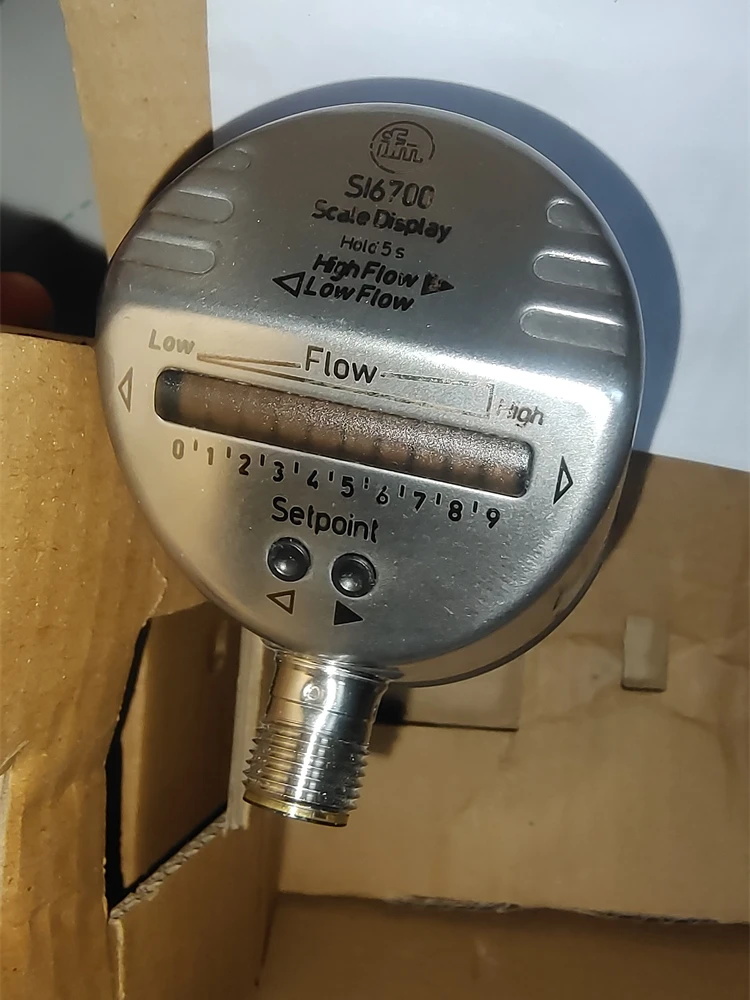 ifm
SI6700
Scale Display
Hold 5 s
High Flow
Low Flow
Low Flow High
0 1 2 3 4 5 6 7 8 9
Setpoint